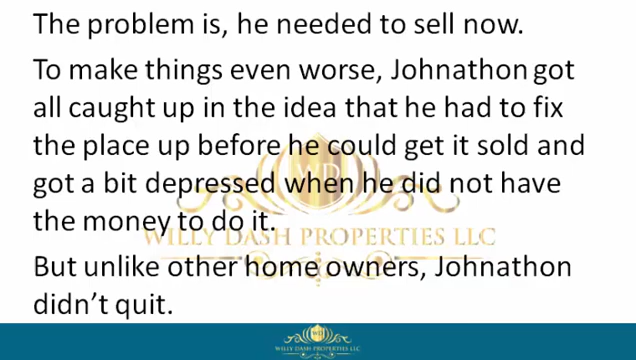 The problem is, he needed to sell now.
To make things even worse, Johnathon got
all caught up in the idea that he had to fix
the place up before he could get it sold and
got a bit depressed when he did not have
the money to do it.
WILLY DASH PROPERTIES LLC
But unlike other home owners, Johnathon
didn’t quit.
WILLY DASH PROPERTIES LLC